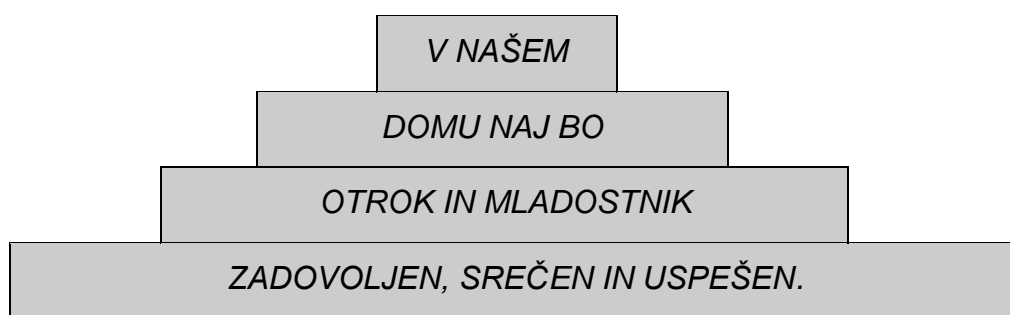 V NAŠEM
DOMU NAJ BO
OTROK IN MLADOSTNIK
ZADOVOLJEN, SREČEN IN USPEŠEN.